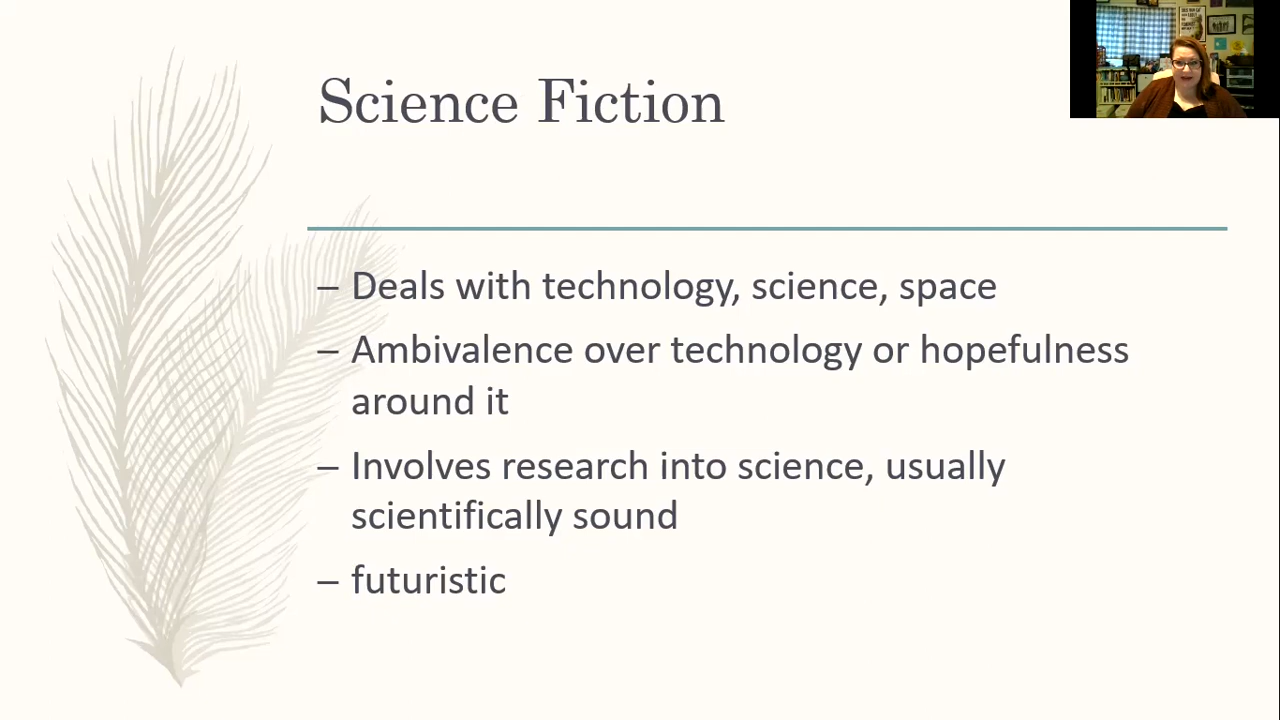 Science Fiction
– Deals with technology, science, space
– Ambivalence over technology or hopefulness
around it
– Involves research into science, usually
scientifically sound
– futuristic